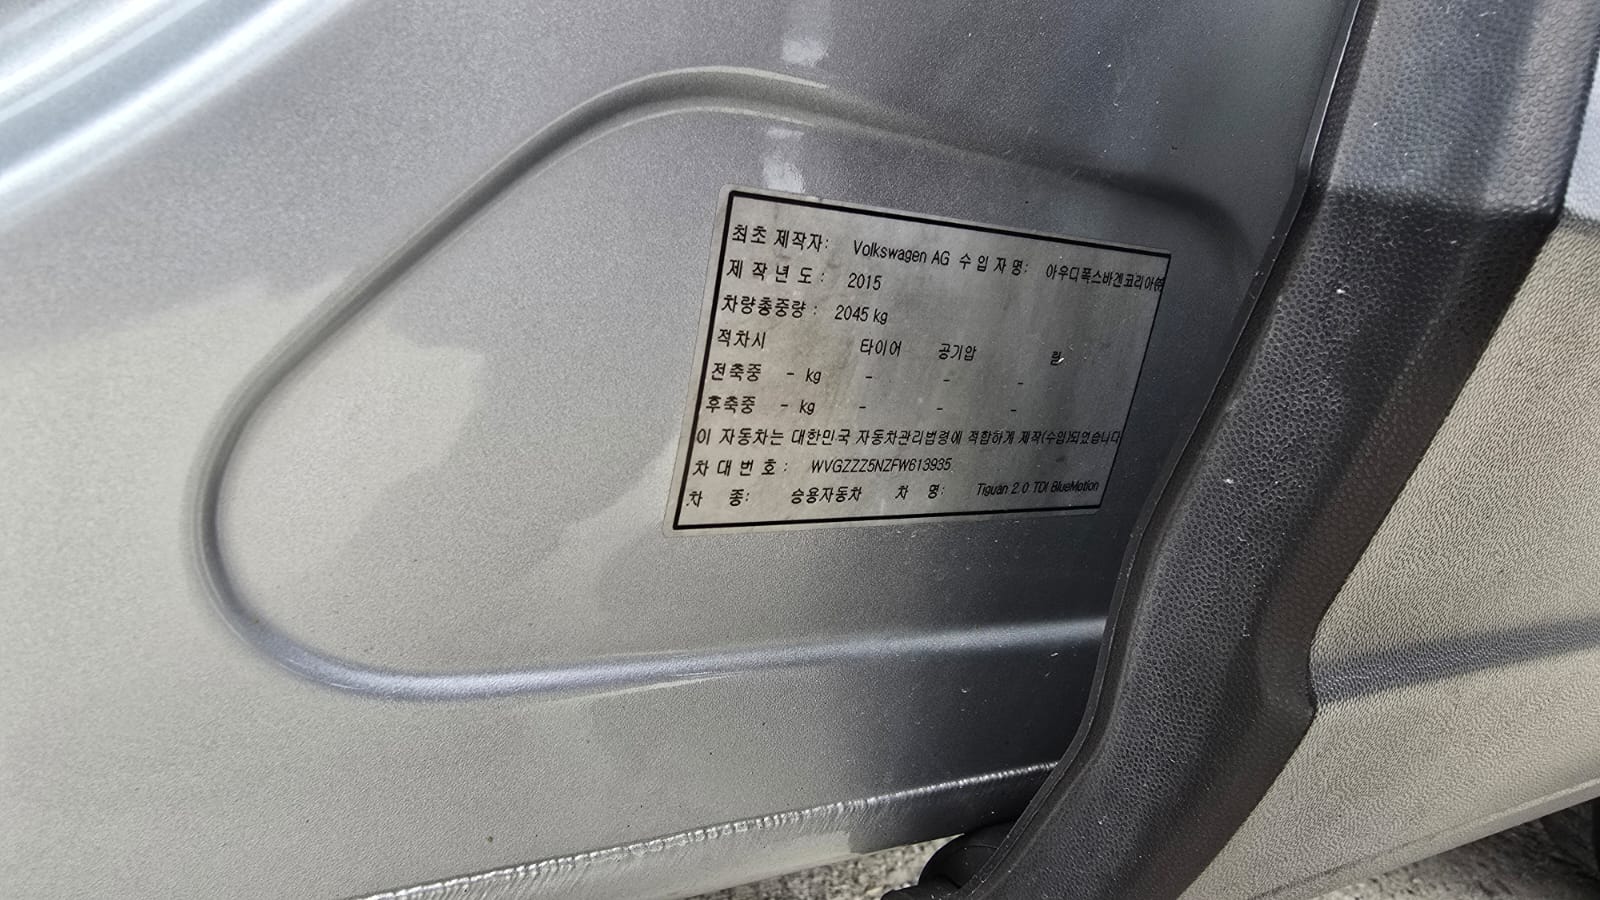 최초 제작자: Volkswagen AG 수 입 자 명: 아우디폭스바겐코리아㈜
제 작 년 도 : 2015
차량총중량 : 2045 kg
적차시 타이어 공기압 림
전축중 - kg - - -
후축중 - kg - - -
이 자동차는 대한민국 자동차관리법령에 적합하게 제작(수입)되었습니다
차 대 번 호 : WVGZZZ5NZFW613935
차 종: 승용자동차 차 명: Tiguan 2.0 TDI BlueMotion